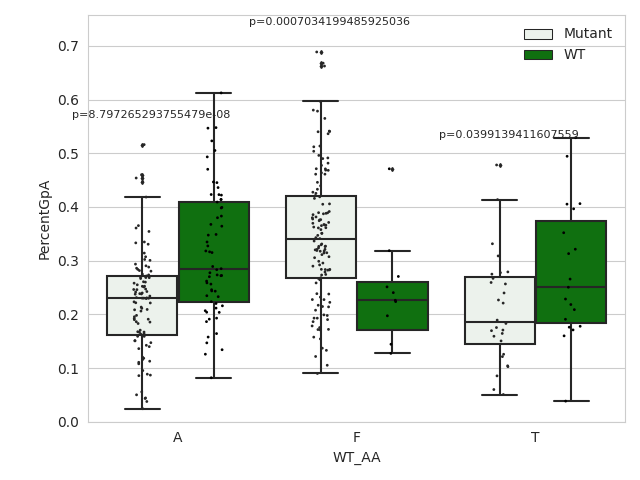 p=0.0007034199485925036
Mutant
WT
p=8.797265293755479e-08
p=0.0399139411607559
0.7
0.6
0.5
0.4
0.3
0.2
0.1
0.0
PercentGpA
A
F
T
WT_AA